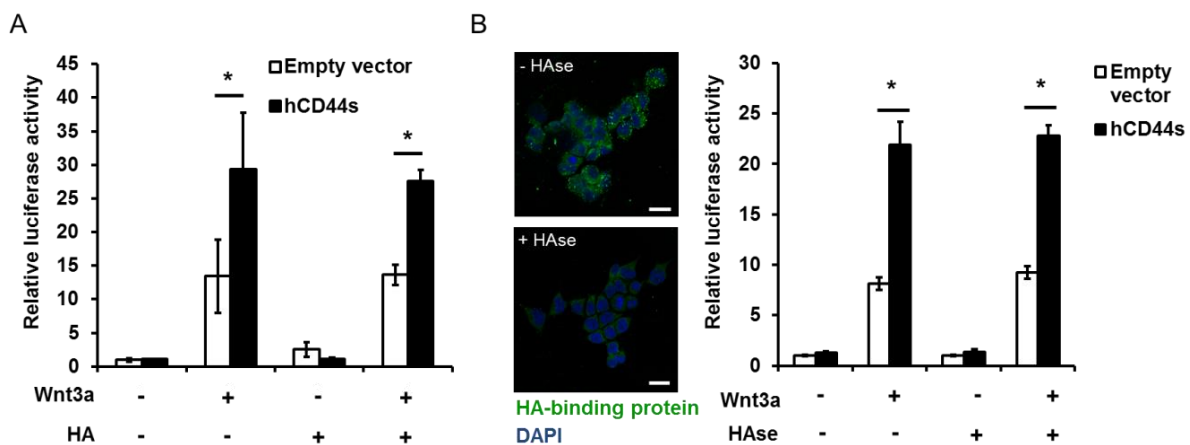 A
Relative luciferase activity
45
40
35
30
25
20
15
10
5
0
Empty vector
hCD44s
*
*
Wnt3a - + - +
HA - - + +
B
- HAse
+ HAse
HA-binding protein
DAPI
Relative luciferase activity
30
25
20
15
10
5
0
Empty
vector
hCD44s
*
*
Wnt3a - + - +
HAse - - + +